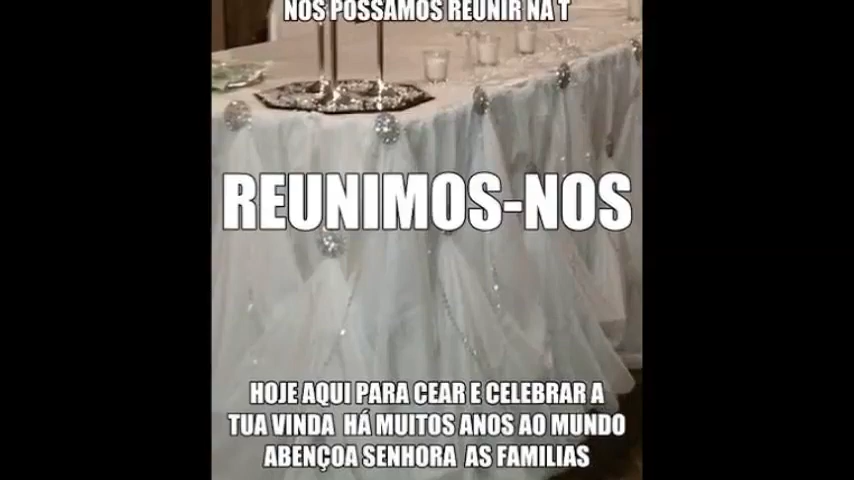 NOS POSSAMOS REUNIR NA T
REUNIMOS-NOS
HOJE AQUI PARA CEAR E CELEBRAR A
TUA VINDA HÁ MUITOS ANOS AO MUNDO
ABENÇOA SENHORA AS FAMILIAS